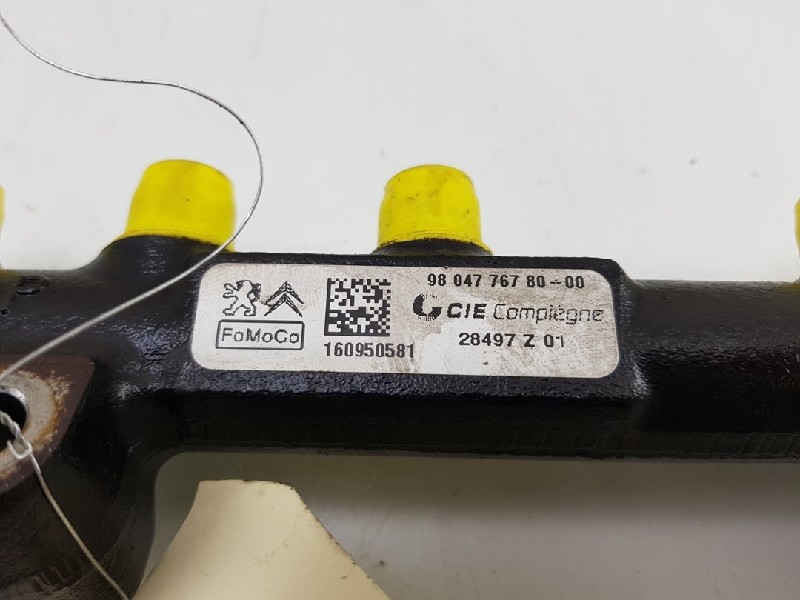 98 047 767 80-00
CIE Compiègne
FoMoCo
160950581
28497 Z 01